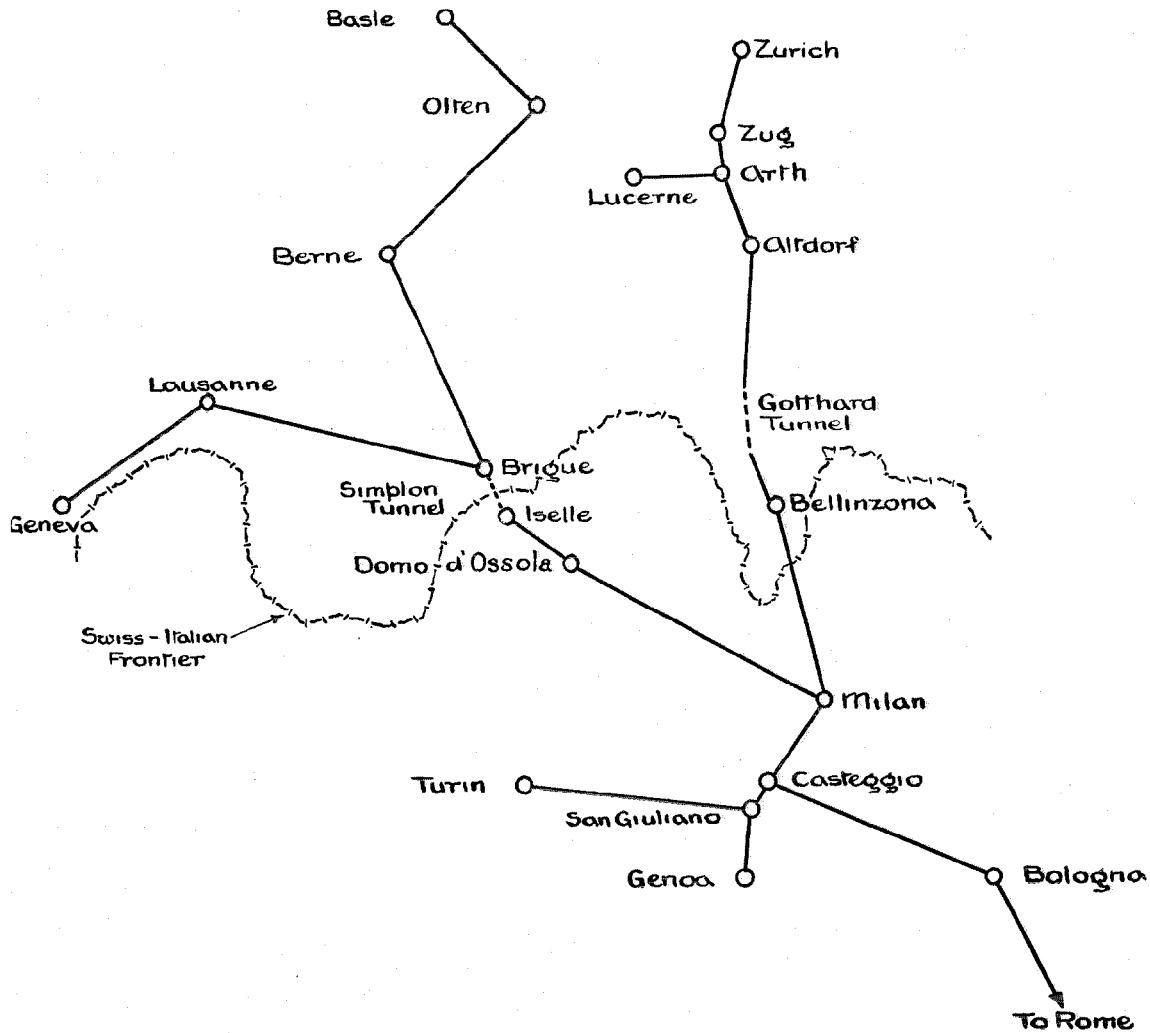 Basle
Zurich
Olten
Zug
Arth
Lucerne
Altdorf
Berne
Lausanne
Gotthard
Tunnel
Brigue
Simplon
Tunnel
Iselle
Geneva
Bellinzona
Domo d'Ossola
Swiss-Italian
Frontier
Milan
Turin
Casteggio
San Giuliano
Genoa
Bologna
To Rome